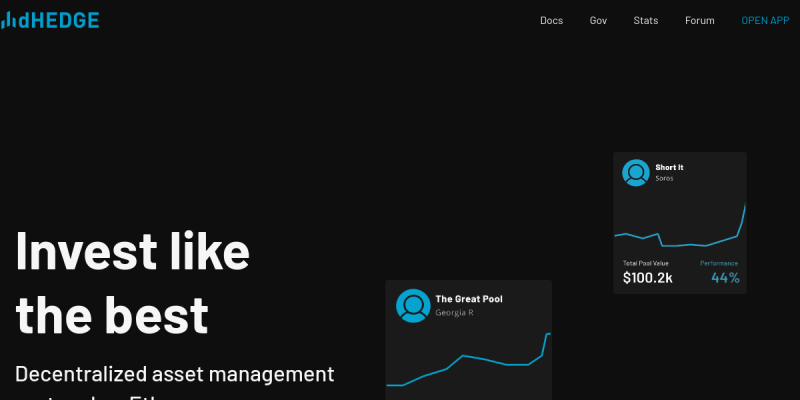 dHEDGE
Docs
Gov
Stats
Forum
OPEN APP
Short It
Soros
Total Pool Value
Performance
$100.2k
44%
Invest like
the best
The Great Pool
Georgia R
Decentralized asset management